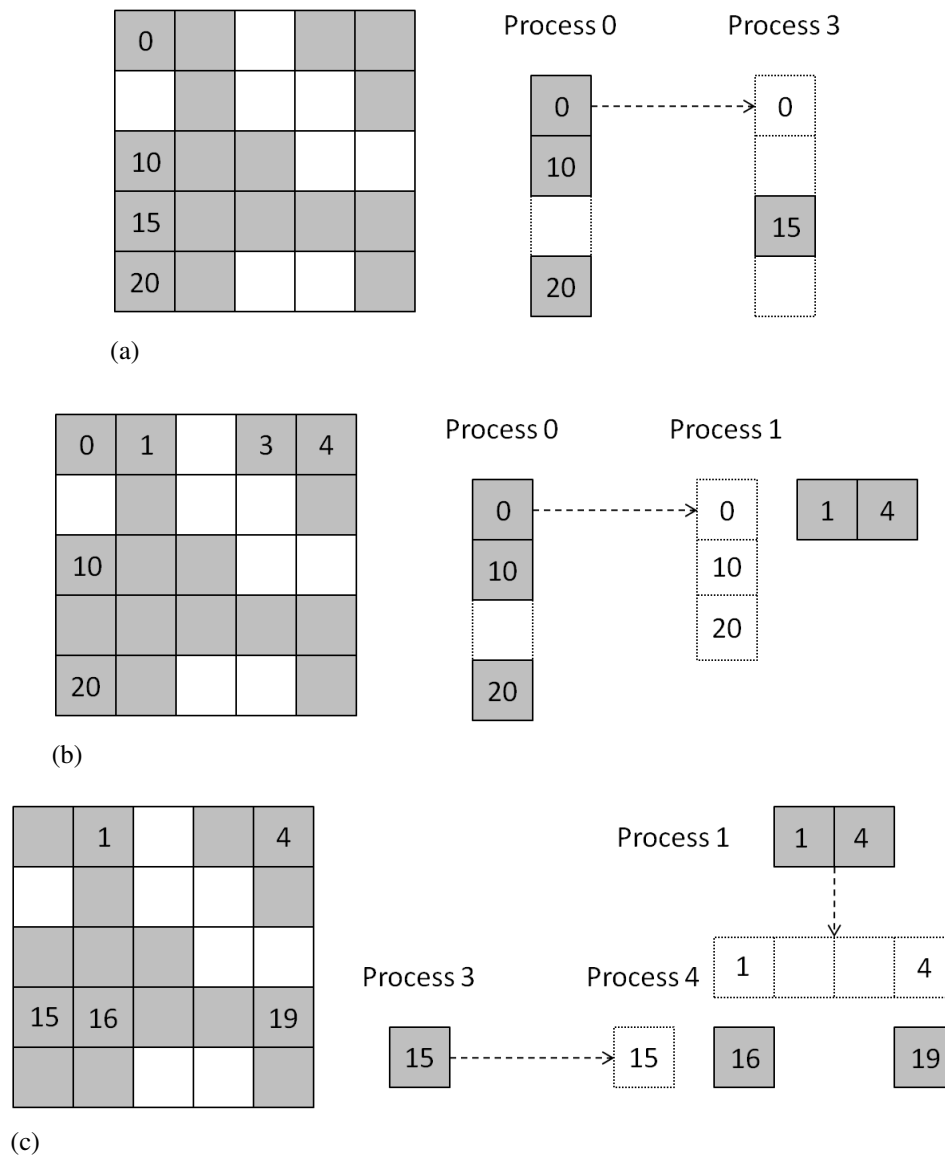 Process 0 Process 3
0 0 0
10 10
15 15
20 20
(a)
Process 0 Process 1
0 1 3 4 0 0 1 4
10 10 10
20
20 20
(b)
1 4 Process 1 1 4
1 4
Process 3 Process 4
15 16 19
15 15 16 19
(c)